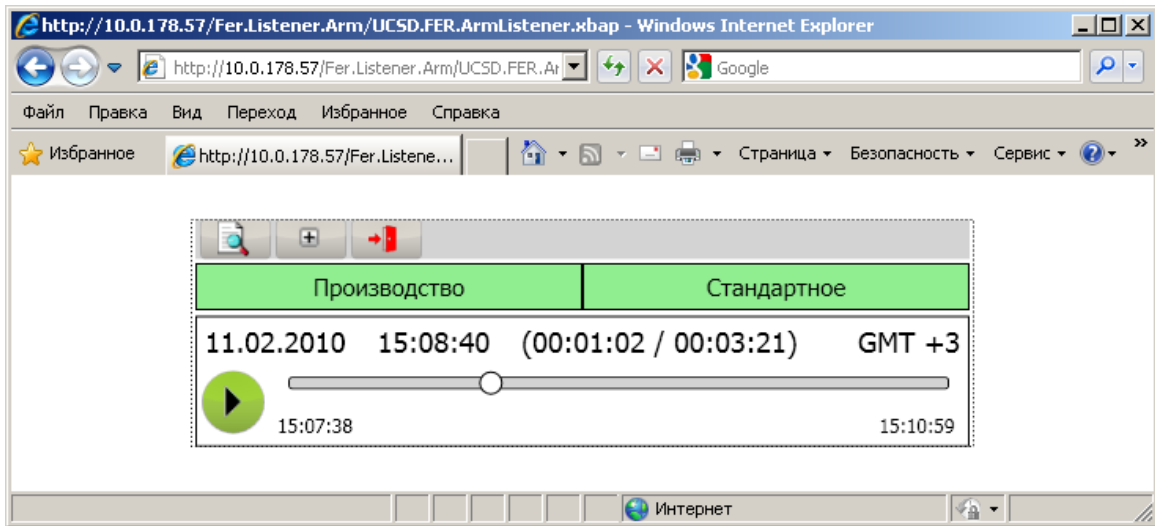 http://10.0.178.57/Fer.Listener.Arm/UCSD.FER.ArmListener.xbap - Windows Internet Explorer
http://10.0.178.57/Fer.Listener.Arm/UCSD.FER.Ar Google
Файл Правка Вид Переход Избранное Справка
Избранное http://10.0.178.57/Fer.Listene... Страница Безопасность Сервис »
Производство Стандартное
11.02.2010 15:08:40 (00:01:02 / 00:03:21) GMT +3
15:07:38 15:10:59
Интернет